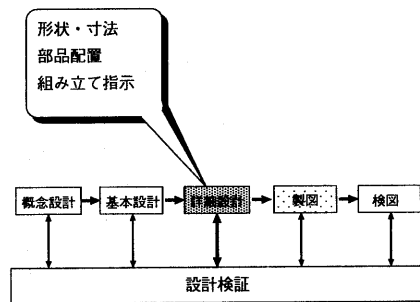 形状・寸法
部品配置
組み立て指示
概念設計
基本設計
詳細設計
製図
検図
設計検証